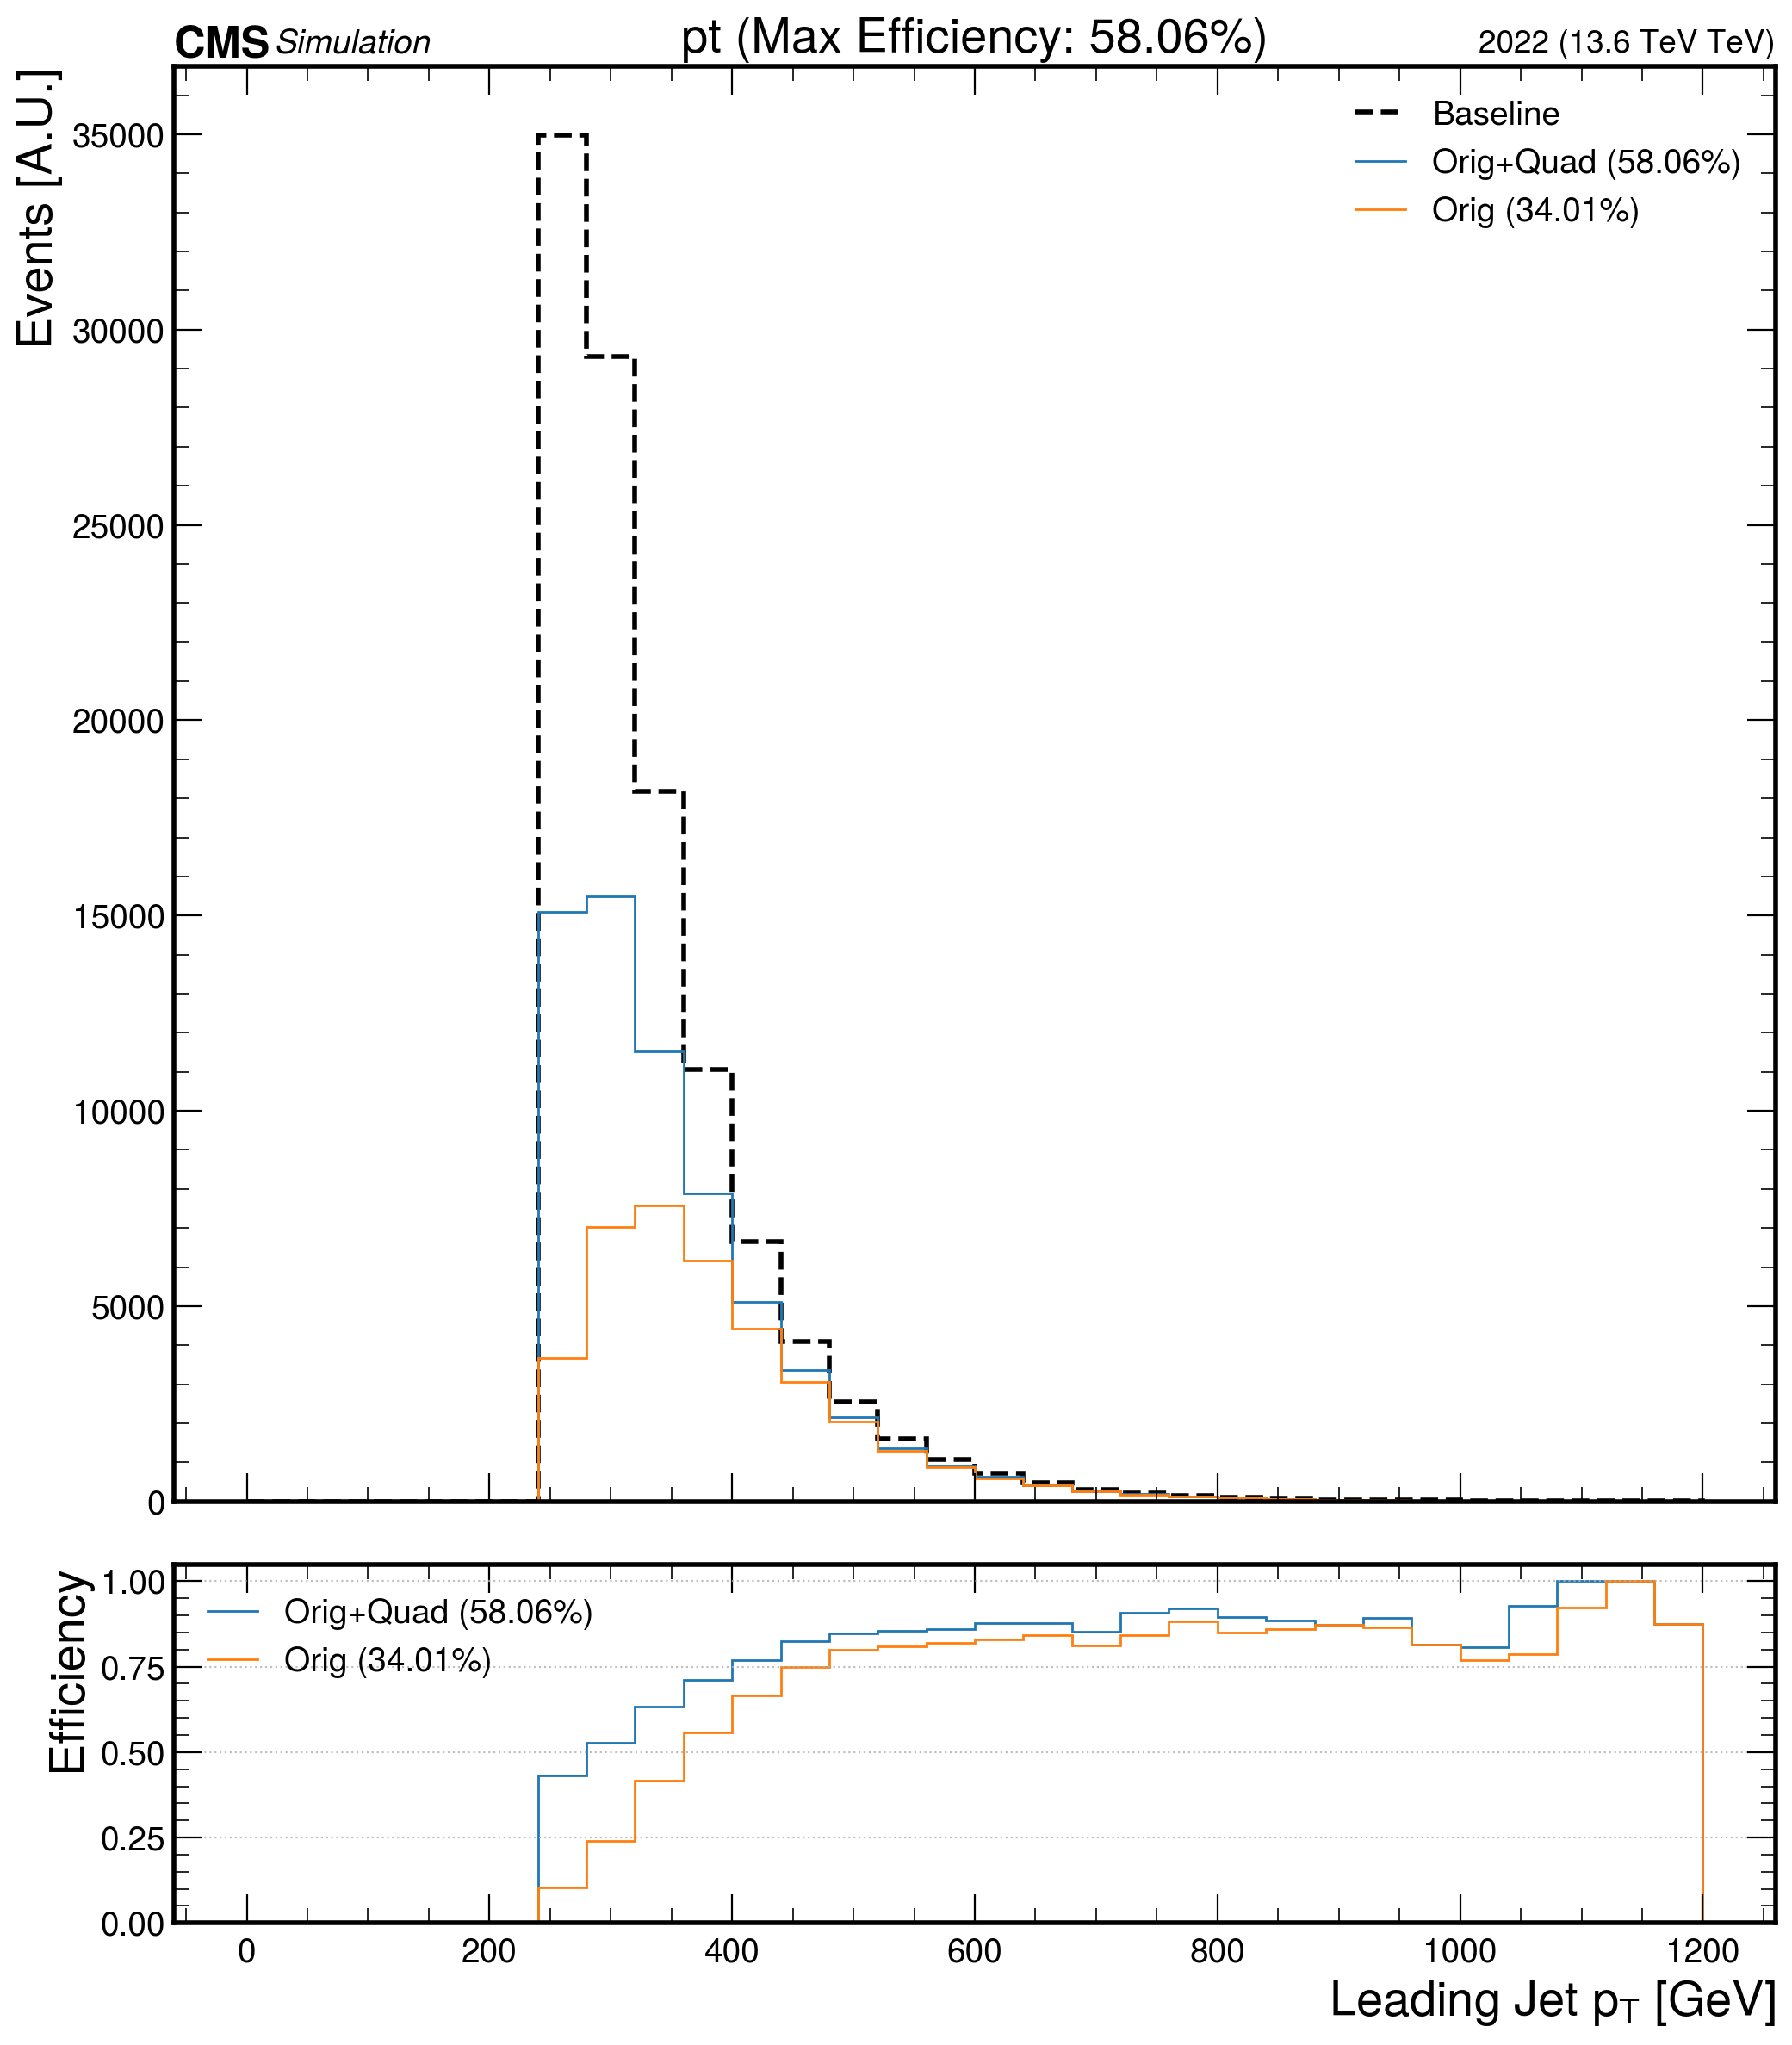 CMS Simulation pt (Max Efficiency: 58.06%) 2022 (13.6 TeV TeV)
Events [A.U.]
35000
30000
25000
20000
15000
10000
5000
0
Baseline
Orig+Quad (58.06%)
Orig (34.01%)
Efficiency
1.00
0.75
0.50
0.25
0.00
Orig+Quad (58.06%)
Orig (34.01%)
0 200 400 600 800 1000 1200
Leading Jet pT [GeV]